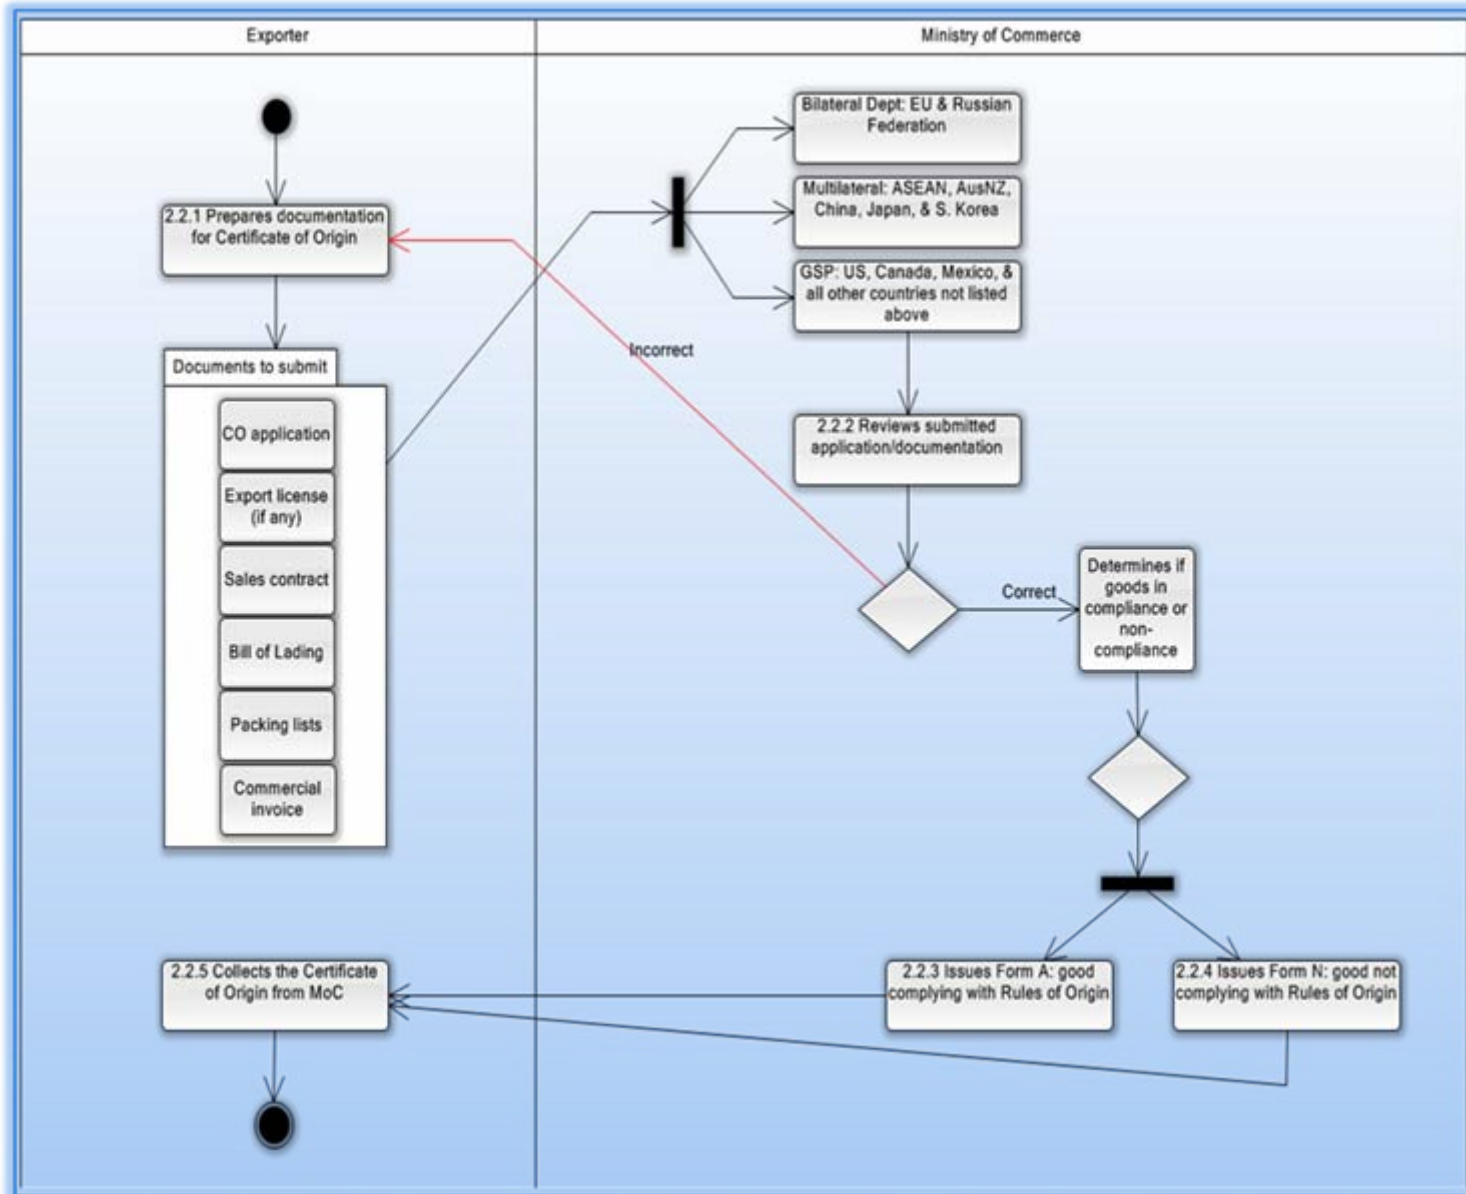 Exporter
Ministry of Commerce
2.2.1 Prepares documentation
for Certificate of Origin
Documents to submit
CO application
Export license
(if any)
Sales contract
Bill of Lading
Packing lists
Commercial
invoice
2.2.5 Collects the Certificate
of Origin from MoC
Bilateral Dept: EU & Russian
Federation
Multilateral: ASEAN, AusNZ,
China, Japan, & S. Korea
GSP: US, Canada, Mexico, &
all other countries not listed
above
Incorrect
2.2.2 Reviews submitted
application/documentation
Correct
Determines if
goods in
compliance or
non-
compliance
2.2.3 Issues Form A: good
complying with Rules of Origin
2.2.4 Issues Form N: good not
complying with Rules of Origin